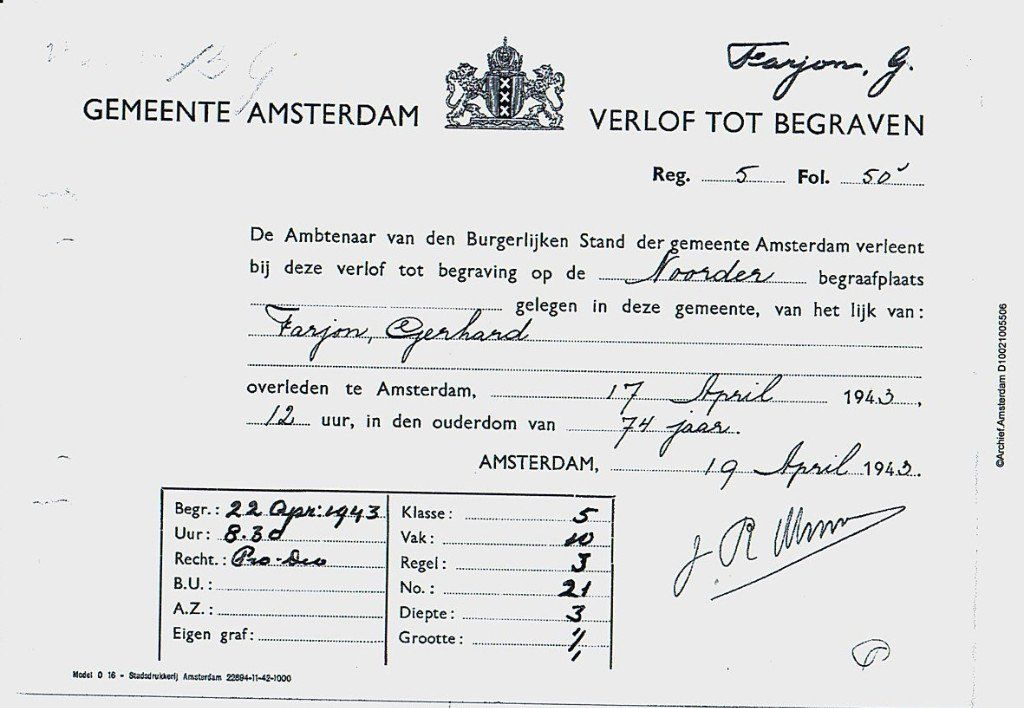 B G
Farjon, G.
GEMEENTE AMSTERDAM
VERLOF TOT BEGRAVEN
Reg. 5 Fol. 50v
De Ambtenaar van den Burgerlijken Stand der gemeente Amsterdam verleent
bij deze verlof tot begraving op de Noorder begraafplaats
gelegen in deze gemeente, van het lijk van:
Farjon, Gerhard
overleden te Amsterdam, 17 April 1943,
12 uur, in den ouderdom van 74 jaar.
AMSTERDAM, 19 April 1943.
Begr.: 22 Apr: 1943
Uur: 8.30
Recht.: Pro-Deo
B.U.:
A.Z.:
Eigen graf:
Klasse: 5
Vak: 10
Regel: 3
No.: 21
Diepte: 3
Grootte: 1/1
J. R.
Model D 16 - Stadsdrukkerij Amsterdam 22694-11-42-1000
©Archief.Amsterdam D10021005506